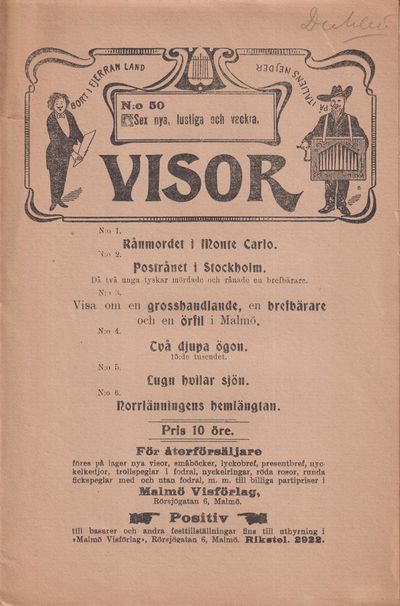 BORT I FJERRAN LAND
PÅ ITALIENS NEJDER
N:o 50
Sex nya, lustiga och vackra.
VISOR
N:o 1.
Rånmordet i Monte Carlo.
N:o 2.
Postrånet i Stockholm.
Då två unga tyskar mördade och rånade en brefbärare.
N:o 3.
Visa om en grosshandlande, en brefbärare
och en örfil i Malmö.
N:o 4.
Två djupa ögon.
15:de tusendet.
N:o 5.
Lugn hvilar sjön.
N:o 6.
Norrlänningens hemlängtan.
Pris 10 öre.
För återförsäljare
föres på lager nya visor, småböcker, lyckobref, presentbref, nyc-
kelkedjor, trollspeglar i fodral, nyckelringar, röda rosor, runda
fickspeglar med och utan fodral, m. m. till billiga partipriser i
Malmö Visförlag,
Rörsjögatan 6, Malmö.
Positiv
till basarer och andra festtillställningar fins till uthyrning i
»Malmö Visförlag», Rörsjögatan 6, Malmö. Rikstel. 2922.